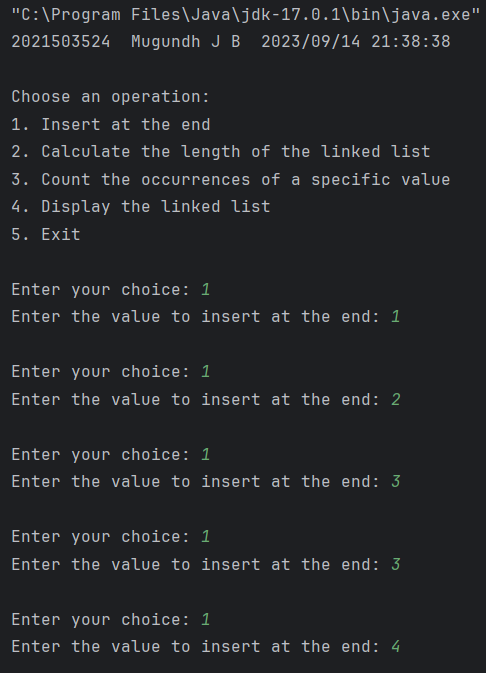 "C:\Program Files\Java\jdk-17.0.1\bin\java.exe"
2021503524  Mugundh J B  2023/09/14 21:38:38
Choose an operation:
1. Insert at the end
2. Calculate the length of the linked list
3. Count the occurrences of a specific value
4. Display the linked list
5. Exit
Enter your choice: 1
Enter the value to insert at the end: 1
Enter your choice: 1
Enter the value to insert at the end: 2
Enter your choice: 1
Enter the value to insert at the end: 3
Enter your choice: 1
Enter the value to insert at the end: 3
Enter your choice: 1
Enter the value to insert at the end: 4